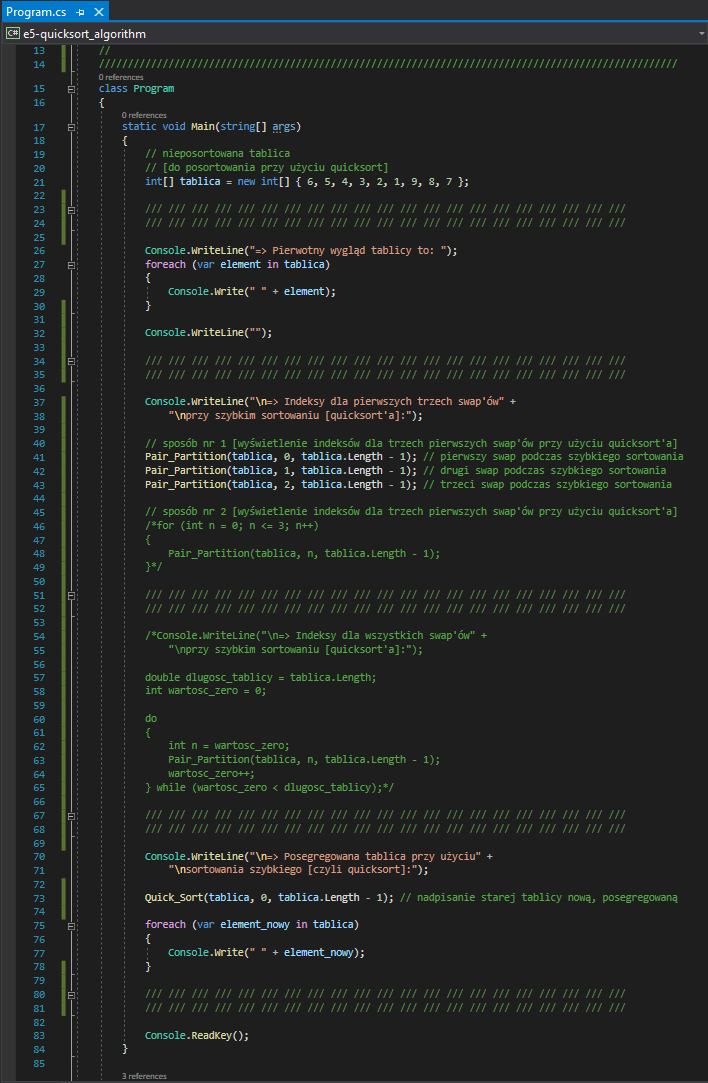 Program.cs
C# e5-quicksort_algorithm
13 //
14 ////////////////////////////////////////////////////////////////////////////////////////////////////
0 references
15 class Program
16 {
0 references
17 static void Main(string[] args)
18 {
19 // nieposortowana tablica
20 // [do posortowania przy użyciu quicksort]
21 int[] tablica = new int[] { 6, 5, 4, 3, 2, 1, 9, 8, 7 };
22
23 /// /// /// /// /// /// /// /// /// /// /// /// /// /// /// /// /// /// /// /// ///
24 /// /// /// /// /// /// /// /// /// /// /// /// /// /// /// /// /// /// /// /// ///
25
26 Console.WriteLine("=> Pierwotny wygląd tablicy to: ");
27 foreach (var element in tablica)
28 {
29 Console.Write(" " + element);
30 }
31
32 Console.WriteLine("");
33
34 /// /// /// /// /// /// /// /// /// /// /// /// /// /// /// /// /// /// /// /// ///
35 /// /// /// /// /// /// /// /// /// /// /// /// /// /// /// /// /// /// /// /// ///
36
37 Console.WriteLine("\n=> Indeksy dla pierwszych trzech swap'ów" +
38 "\nprzy szybkim sortowaniu [quicksort'a]:");
39
40 // sposób nr 1 [wyświetlenie indeksów dla trzech pierwszych swap'ów przy użyciu quicksort'a]
41 Pair_Partition(tablica, 0, tablica.Length - 1); // pierwszy swap podczas szybkiego sortowania
42 Pair_Partition(tablica, 1, tablica.Length - 1); // drugi swap podczas szybkiego sortowania
43 Pair_Partition(tablica, 2, tablica.Length - 1); // trzeci swap podczas szybkiego sortowania
44
45 // sposób nr 2 [wyświetlenie indeksów dla trzech pierwszych swap'ów przy użyciu quicksort'a]
46 /*for (int n = 0; n <= 3; n++)
47 {
48 Pair_Partition(tablica, n, tablica.Length - 1);
49 }*/
50
51 /// /// /// /// /// /// /// /// /// /// /// /// /// /// /// /// /// /// /// /// ///
52 /// /// /// /// /// /// /// /// /// /// /// /// /// /// /// /// /// /// /// /// ///
53
54 /*Console.WriteLine("\n=> Indeksy dla wszystkich swap'ów" +
55 "\nprzy szybkim sortowaniu [quicksort'a]:");
56
57 double dlugosc_tablicy = tablica.Length;
58 int wartosc_zero = 0;
59
60 do
61 {
62 int n = wartosc_zero;
63 Pair_Partition(tablica, n, tablica.Length - 1);
64 wartosc_zero++;
65 } while (wartosc_zero < dlugosc_tablicy);*/
66
67 /// /// /// /// /// /// /// /// /// /// /// /// /// /// /// /// /// /// /// /// ///
68 /// /// /// /// /// /// /// /// /// /// /// /// /// /// /// /// /// /// /// /// ///
69
70 Console.WriteLine("\n=> Posegregowana tablica przy użyciu" +
71 "\nsortowania szybkiego [czyli quicksort]:");
72
73 Quick_Sort(tablica, 0, tablica.Length - 1); // nadpisanie starej tablicy nową, posegregowaną
74
75 foreach (var element_nowy in tablica)
76 {
77 Console.Write(" " + element_nowy);
78 }
79
80 /// /// /// /// /// /// /// /// /// /// /// /// /// /// /// /// /// /// /// /// ///
81 /// /// /// /// /// /// /// /// /// /// /// /// /// /// /// /// /// /// /// /// ///
82
83 Console.ReadKey();
84 }
85
3 references